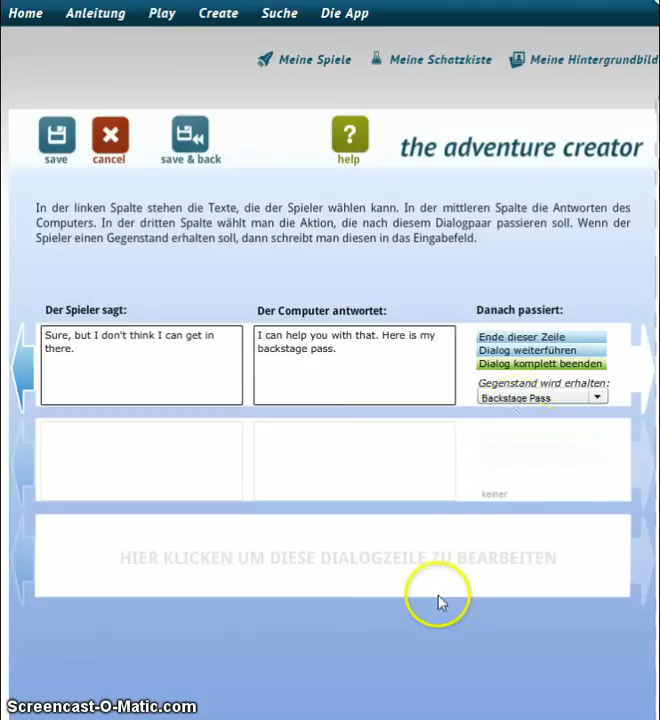 Home Anleitung Play Create Suche Die App
Meine Spiele Meine Schatzkiste Meine Hintergrundbild
save cancel save & back help the adventure creator
In der linken Spalte stehen die Texte, die der Spieler wählen kann. In der mittleren Spalte die Antworten des
Computers. In der dritten Spalte wählt man die Aktion, die nach diesem Dialogpaar passieren soll. Wenn der
Spieler einen Gegenstand erhalten soll, dann schreibt man diesen in das Eingabefeld.
Der Spieler sagt: Der Computer antwortet: Danach passiert:
Sure, but I don't think I can get in
there.
I can help you with that. Here is my
backstage pass.
Ende dieser Zeile
Dialog weiterführen
Dialog komplett beenden
Gegenstand wird erhalten:
Backstage Pass
keiner
HIER KLICKEN UM DIESE DIALOGZEILE ZU BEARBEITEN
Screencast-O-Matic.com